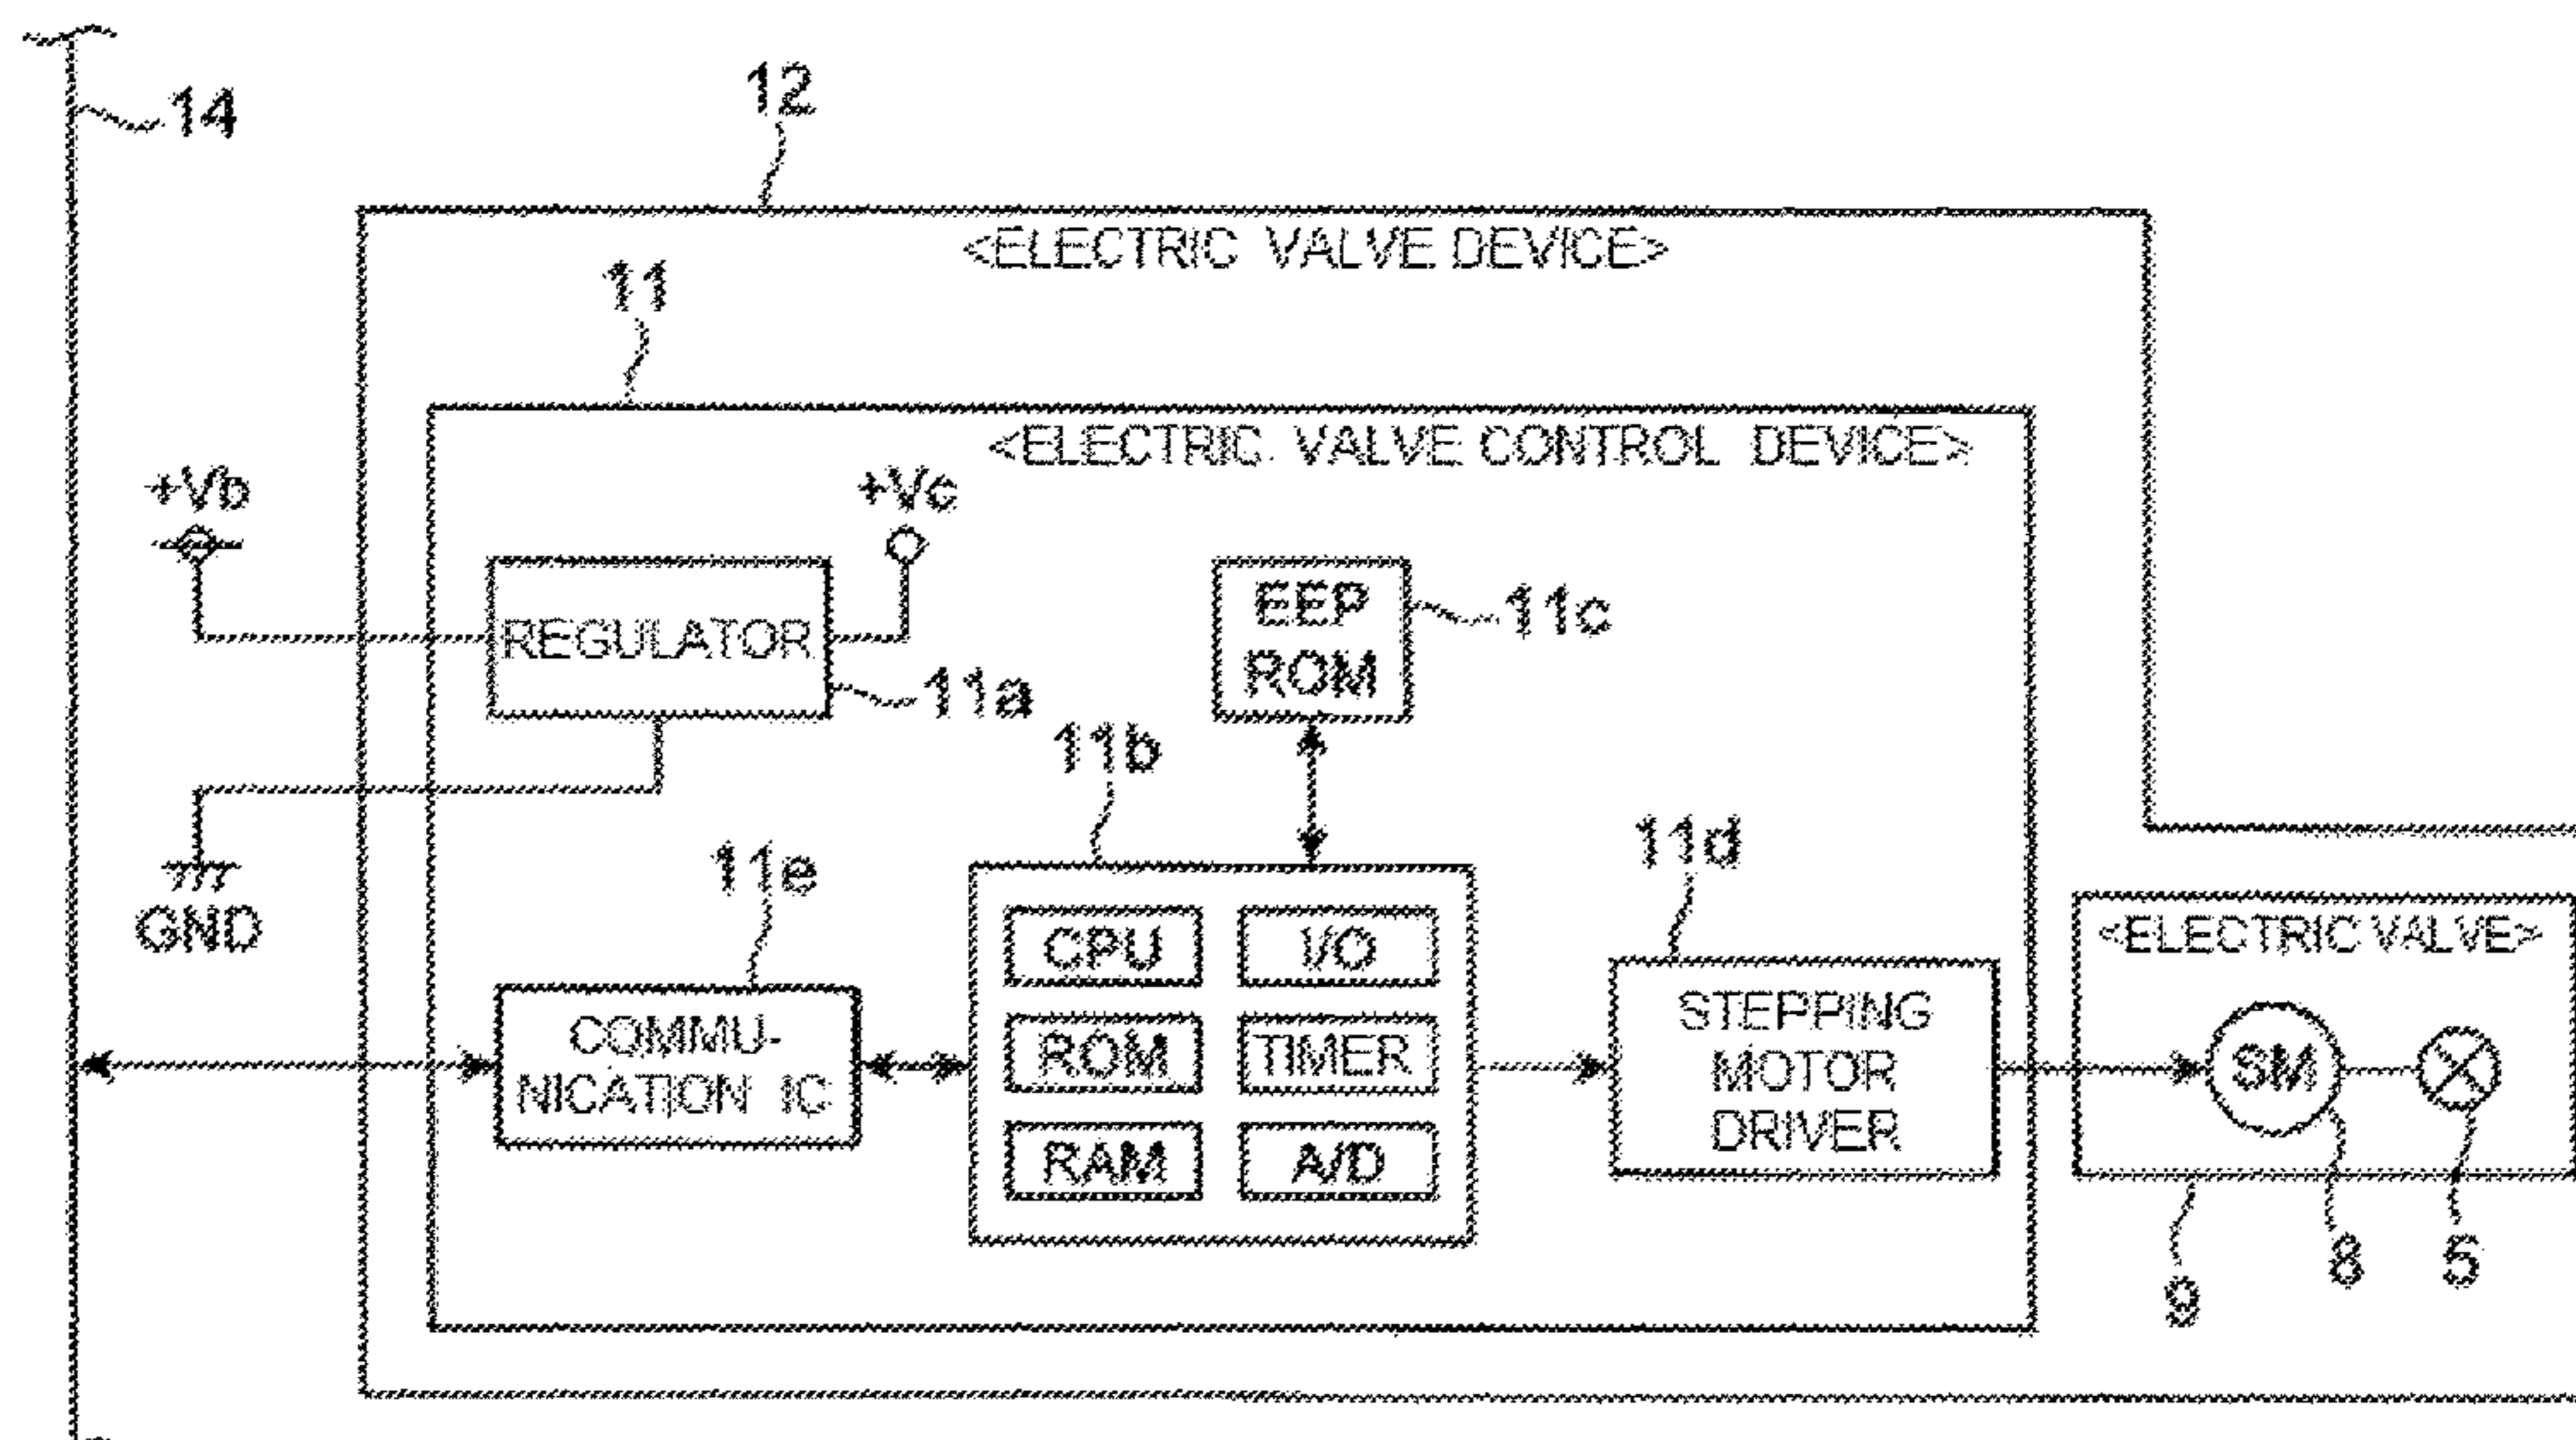 14
12
<ELECTRIC VALVE DEVICE>
11
<ELECTRIC VALVE CONTROL DEVICE>
+Vb
+Vc
REGULATOR
11a
EEP
ROM
11c
GND
11b
11e
COMMU-
NICATION IC
CPU
I/O
ROM
TIMER
RAM
A/D
11d
STEPPING
MOTOR
DRIVER
<ELECTRIC VALVE>
SM
9
8
5